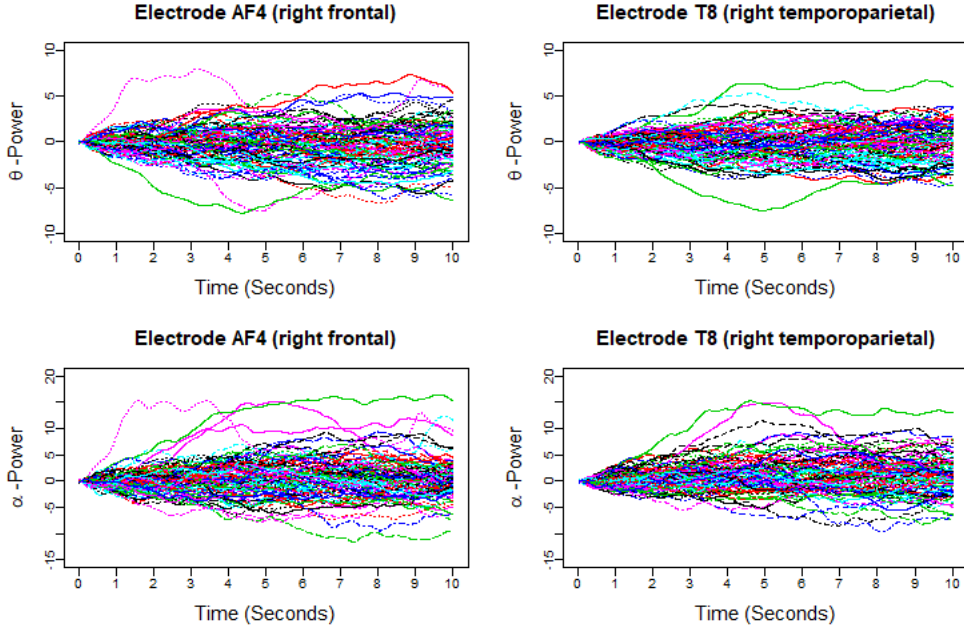 Electrode AF4 (right frontal)
Electrode T8 (right temporoparietal)
θ -Power
10
5
0
-5
-10
0 1 2 3 4 5 6 7 8 9 10
Time (Seconds)
θ -Power
10
5
0
-5
-10
0 1 2 3 4 5 6 7 8 9 10
Time (Seconds)
Electrode AF4 (right frontal)
Electrode T8 (right temporoparietal)
α -Power
20
10
5
0
-5
-15
0 1 2 3 4 5 6 7 8 9 10
Time (Seconds)
α -Power
20
10
5
0
-5
-15
0 1 2 3 4 5 6 7 8 9 10
Time (Seconds)